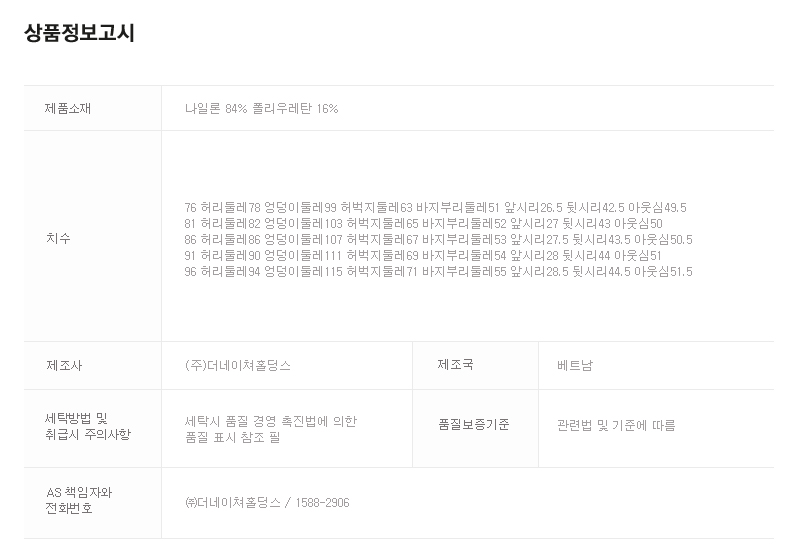 상품정보고시
제품소재
나일론 84% 폴리우레탄 16%
치수
76 허리둘레78 엉덩이둘레99 허벅지둘레63 바지부리둘레51 앞시리26.5 뒷시리42.5 아웃심49.5
81 허리둘레82 엉덩이둘레103 허벅지둘레65 바지부리둘레52 앞시리27 뒷시리43 아웃심50
86 허리둘레86 엉덩이둘레107 허벅지둘레67 바지부리둘레53 앞시리27.5 뒷시리43.5 아웃심50.5
91 허리둘레90 엉덩이둘레111 허벅지둘레69 바지부리둘레54 앞시리28 뒷시리44 아웃심51
96 허리둘레94 엉덩이둘레115 허벅지둘레71 바지부리둘레55 앞시리28.5 뒷시리44.5 아웃심51.5
제조사
(주)더네이쳐홀딩스
제조국
베트남
세탁방법 및
취급시 주의사항
세탁시 품질 경영 촉진법에 의한
품질 표시 참조 필
품질보증기준
관련법 및 기준에 따름
AS 책임자와
전화번호
㈜더네이쳐홀딩스 / 1588-2906